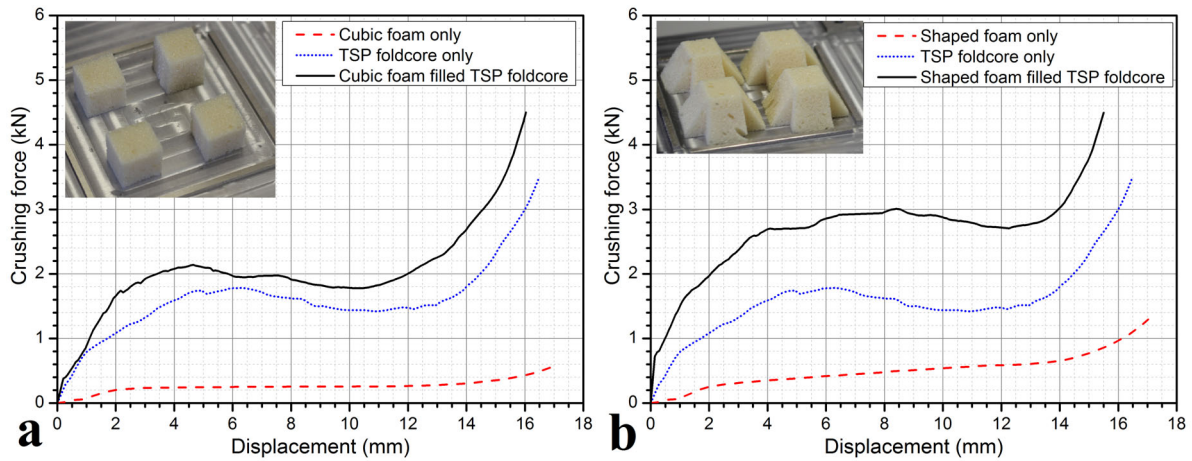 6
5
4
3
2
1
0
Crushing force (kN)
Cubic foam only
TSP foldcore only
Cubic foam filled TSP foldcore
0 2 4 6 8 10 12 14 16 18
Displacement (mm)
a
6
5
4
3
2
1
0
Crushing force (kN)
Shaped foam only
TSP foldcore only
Shaped foam filled TSP foldcore
0 2 4 6 8 10 12 14 16 18
Displacement (mm)
b